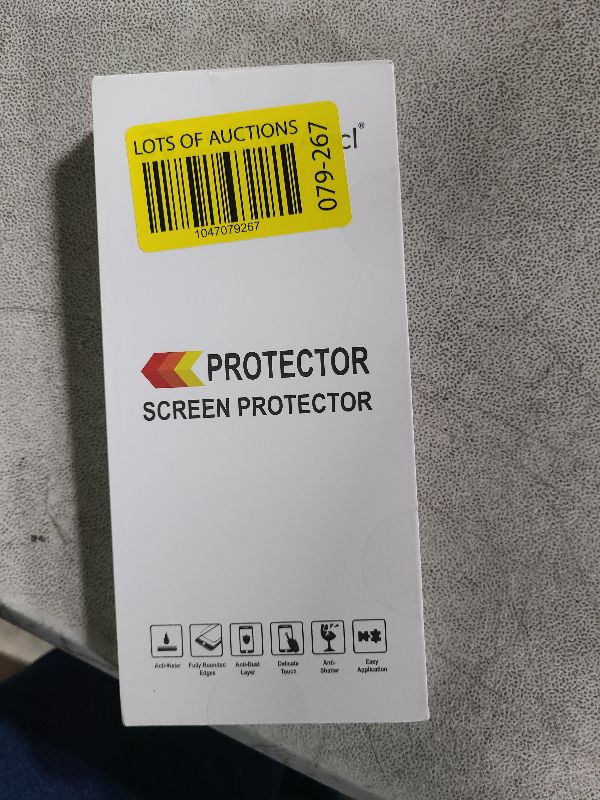 LOTS OF AUCTIONS
1047079267
079-267
cl®
PROTECTOR
SCREEN PROTECTOR
Anti-Water
Fully Rounded Edges
Anti-Dust Layer
Delicate Touch
Anti-Shatter
Easy Application